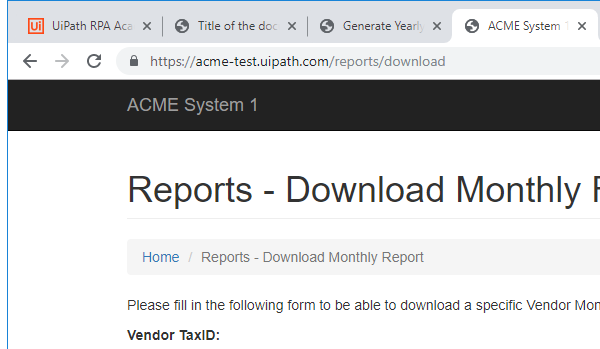 Ui UiPath RPA Aca Title of the doc Generate Yearly ACME System 1
https://acme-test.uipath.com/reports/download
ACME System 1
Reports - Download Monthly
Home / Reports - Download Monthly Report
Please fill in the following form to be able to download a specific Vendor Mon
Vendor TaxID: